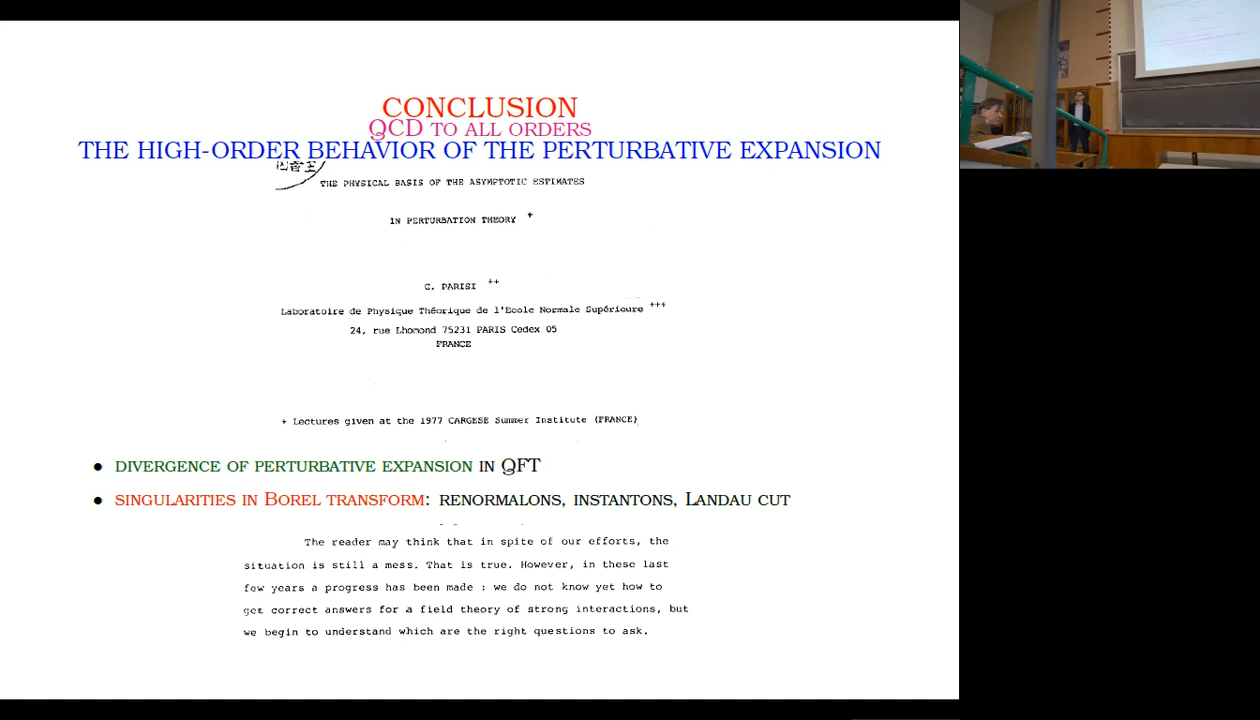 CONCLUSION
QCD TO ALL ORDERS
THE HIGH-ORDER BEHAVIOR OF THE PERTURBATIVE EXPANSION
THE PHYSICAL BASIS OF THE ASYMPTOTIC ESTIMATES
IN PERTURBATION THEORY +
G. PARISI ++
Laboratoire de Physique Théorique de l'Ecole Normale Supérieure +++
24, rue Lhomond 75231 PARIS Cedex 05
FRANCE
+ Lectures given at the 1977 CARGESE Summer Institute (FRANCE)
• DIVERGENCE OF PERTURBATIVE EXPANSION IN QFT
• SINGULARITIES IN BOREL TRANSFORM: RENORMALONS, INSTANTONS, LANDAU CUT
The reader may think that in spite of our efforts, the
situation is still a mess. That is true. However, in these last
few years a progress has been made : we do not know yet how to
get correct answers for a field theory of strong interactions, but
we begin to understand which are the right questions to ask.